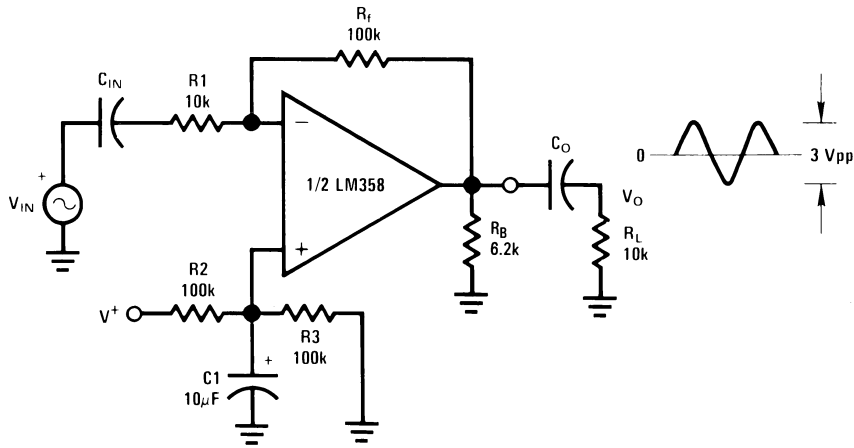 Rf
100k
CIN
R1
10k
−
+
VIN
1/2 LM358
+
CO
VO
0
3 Vpp
RB
6.2k
RL
10k
R2
100k
V+
R3
100k
+
C1
10μF